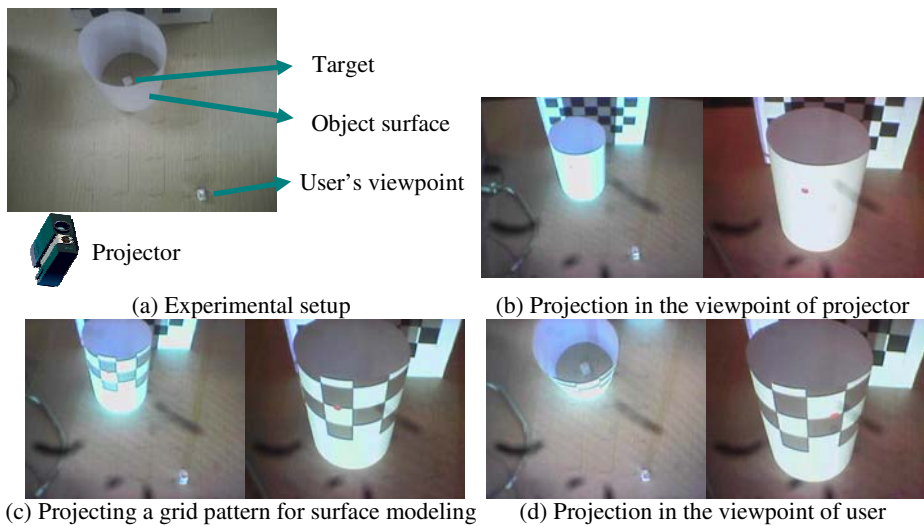 Target
Object surface
User's viewpoint
Projector
(a) Experimental setup
(b) Projection in the viewpoint of projector
(c) Projecting a grid pattern for surface modeling
(d) Projection in the viewpoint of user